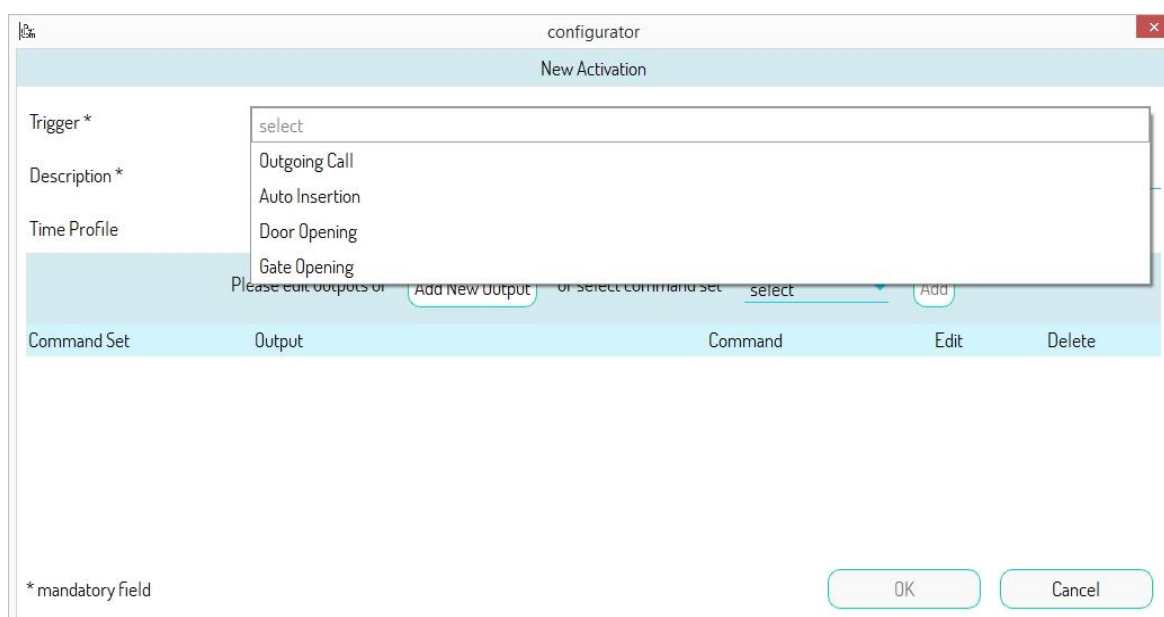 configurator
New Activation
Trigger *
select
Outgoing Call
Description *
Auto Insertion
Time Profile
Door Opening
Gate Opening
Please edit outputs or Add New Output or select command set select Add
Command Set Output Command Edit Delete
* mandatory field OK Cancel